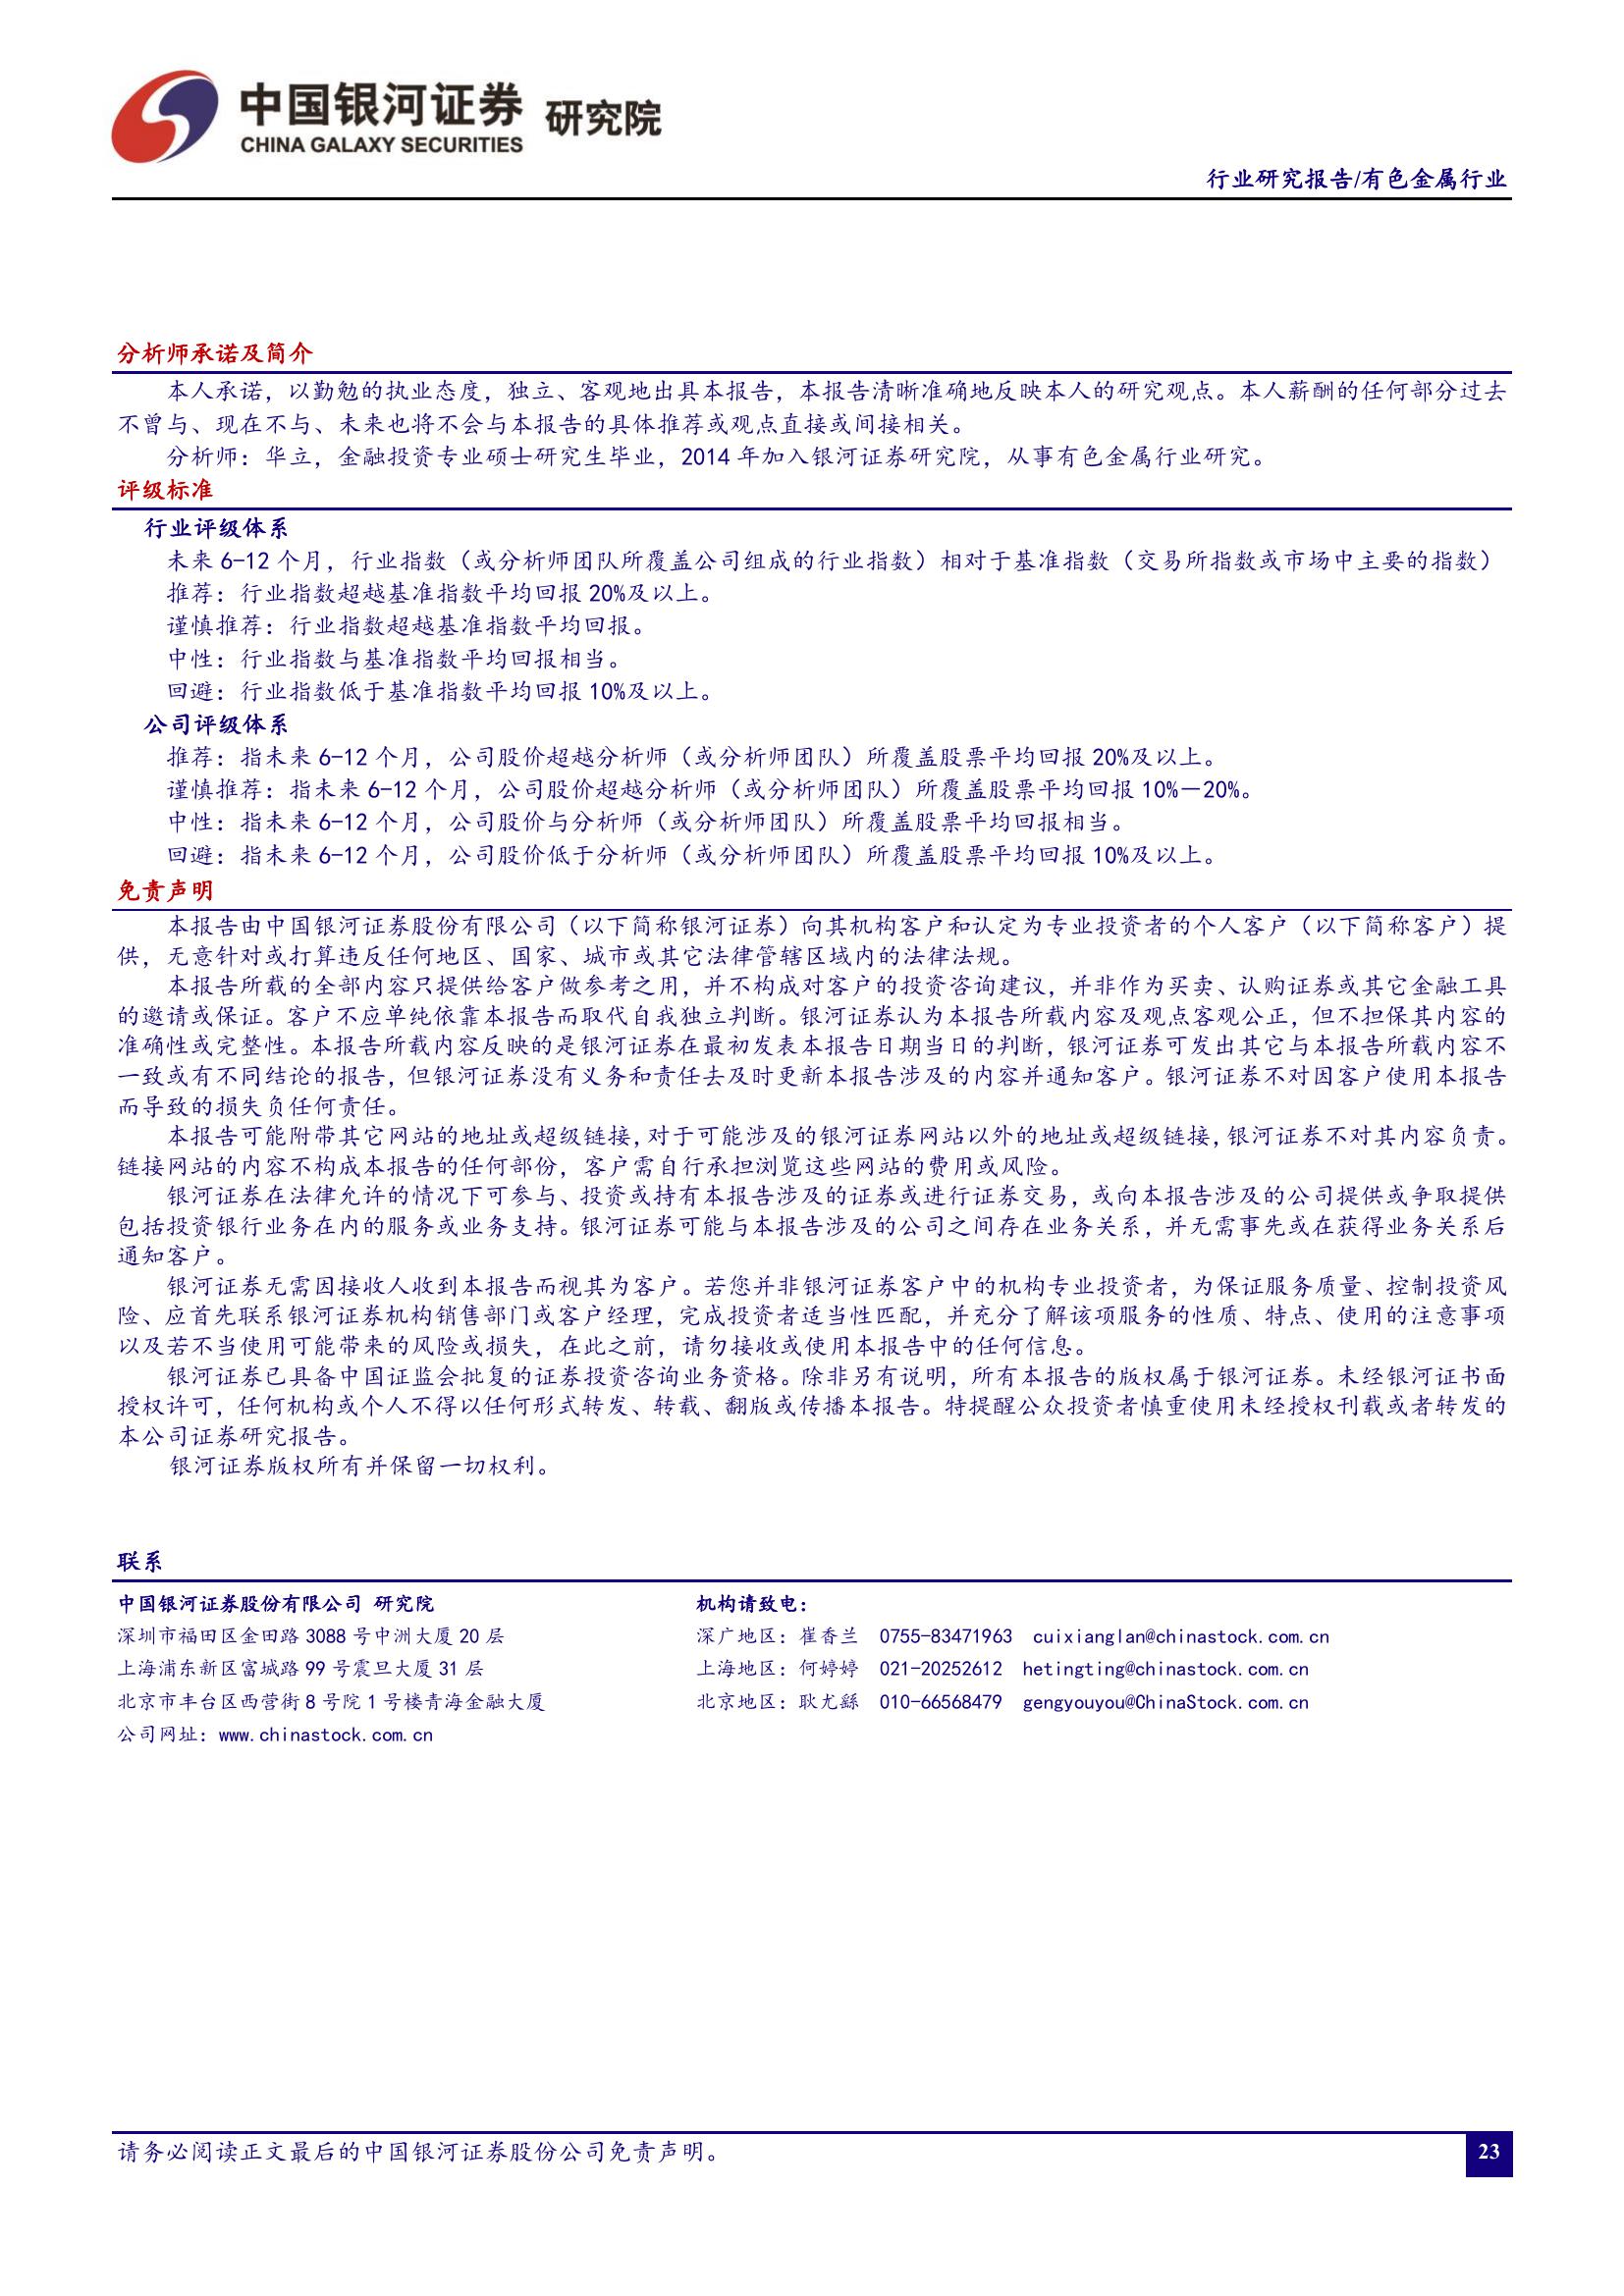 中国银河证券 研究院
CHINA GALAXY SECURITIES
行业研究报告/有色金属行业
分析师承诺及简介
本人承诺，以勤勉的执业态度，独立、客观地出具本报告，本报告清晰准确地反映本人的研究观点。本人薪酬的任何部分过去
不曾与、现在不与、未来也将不会与本报告的具体推荐或观点直接或间接相关。
分析师：华立，金融投资专业硕士研究生毕业，2014 年加入银河证券研究院，从事有色金属行业研究。
评级标准
行业评级体系
未来 6-12 个月，行业指数（或分析师团队所覆盖公司组成的行业指数）相对于基准指数（交易所指数或市场中主要的指数）
推荐：行业指数超越基准指数平均回报 20%及以上。
谨慎推荐：行业指数超越基准指数平均回报。
中性：行业指数与基准指数平均回报相当。
回避：行业指数低于基准指数平均回报 10%及以上。
公司评级体系
推荐：指未来 6-12 个月，公司股价超越分析师（或分析师团队）所覆盖股票平均回报 20%及以上。
谨慎推荐：指未来 6-12 个月，公司股价超越分析师（或分析师团队）所覆盖股票平均回报 10%－20%。
中性：指未来 6-12 个月，公司股价与分析师（或分析师团队）所覆盖股票平均回报相当。
回避：指未来 6-12 个月，公司股价低于分析师（或分析师团队）所覆盖股票平均回报 10%及以上。
免责声明
本报告由中国银河证券股份有限公司（以下简称银河证券）向其机构客户和认定为专业投资者的个人客户（以下简称客户）提
供，无意针对或打算违反任何地区、国家、城市或其它法律管辖区域内的法律法规。
本报告所载的全部内容只提供给客户做参考之用，并不构成对客户的投资咨询建议，并非作为买卖、认购证券或其它金融工具
的邀请或保证。客户不应单纯依靠本报告而取代自我独立判断。银河证券认为本报告所载内容及观点客观公正，但不担保其内容的
准确性或完整性。本报告所载内容反映的是银河证券在最初发表本报告日期当日的判断，银河证券可发出其它与本报告所载内容不
一致或有不同结论的报告，但银河证券没有义务和责任去及时更新本报告涉及的内容并通知客户。银河证券不对因客户使用本报告
而导致的损失负任何责任。
本报告可能附带其它网站的地址或超级链接，对于可能涉及的银河证券网站以外的地址或超级链接，银河证券不对其内容负责。
链接网站的内容不构成本报告的任何部份，客户需自行承担浏览这些网站的费用或风险。
银河证券在法律允许的情况下可参与、投资或持有本报告涉及的证券或进行证券交易，或向本报告涉及的公司提供或争取提供
包括投资银行业务在内的服务或业务支持。银河证券可能与本报告涉及的公司之间存在业务关系，并无需事先或在获得业务关系后
通知客户。
银河证券无需因接收人收到本报告而视其为客户。若您并非银河证券客户中的机构专业投资者，为保证服务质量、控制投资风
险、应首先联系银河证券机构销售部门或客户经理，完成投资者适当性匹配，并充分了解该项服务的性质、特点、使用的注意事项
以及若不当使用可能带来的风险或损失，在此之前，请勿接收或使用本报告中的任何信息。
银河证券已具备中国证监会批复的证券投资咨询业务资格。除非另有说明，所有本报告的版权属于银河证券。未经银河证书面
授权许可，任何机构或个人不得以任何形式转发、转载、翻版或传播本报告。特提醒公众投资者慎重使用未经授权刊载或者转发的
本公司证券研究报告。
银河证券版权所有并保留一切权利。
联系
中国银河证券股份有限公司 研究院 机构请致电：
深圳市福田区金田路 3088 号中洲大厦 20 层 深广地区：崔香兰 0755-83471963 cuixianglan@chinastock.com.cn
上海浦东新区富城路 99 号震旦大厦 31 层 上海地区：何婷婷 021-20252612 hetingting@chinastock.com.cn
北京市丰台区西营街 8 号院 1 号楼青海金融大厦 北京地区：耿尤繇 010-66568479 gengyouyou@ChinaStock.com.cn
公司网址：www.chinastock.com.cn
请务必阅读正文最后的中国银河证券股份公司免责声明。 23